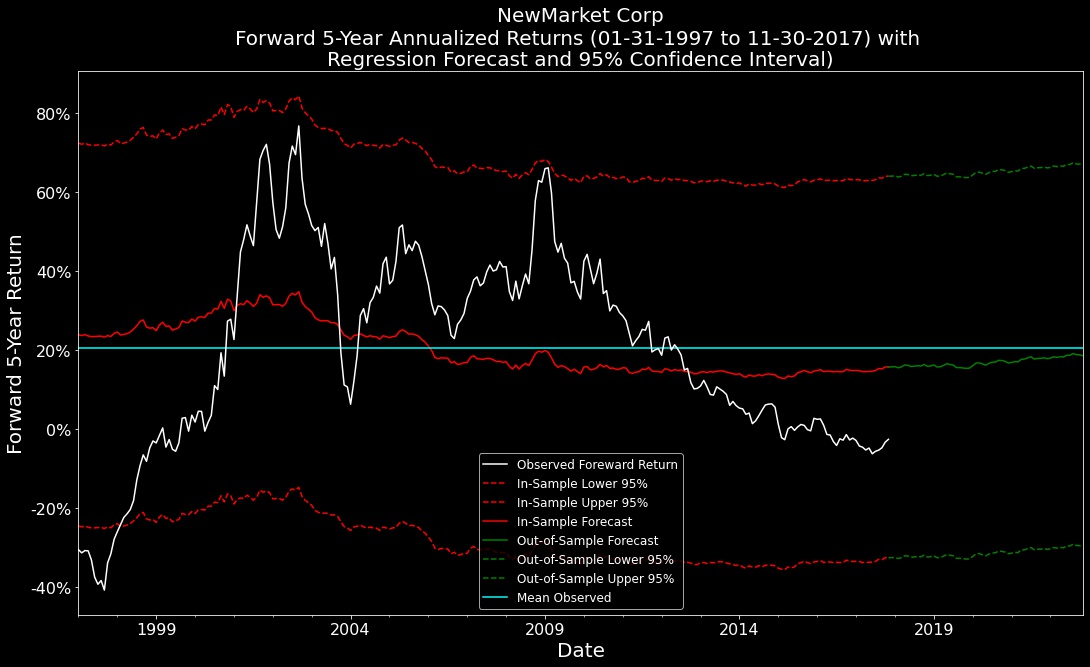 NewMarket Corp
Forward 5-Year Annualized Returns (01-31-1997 to 11-30-2017) with
Regression Forecast and 95% Confidence Interval)
Forward 5-Year Return
80%
60%
40%
20%
0%
-20%
-40%
Observed Foreward Return
In-Sample Lower 95%
In-Sample Upper 95%
In-Sample Forecast
Out-of-Sample Forecast
Out-of-Sample Lower 95%
Out-of-Sample Upper 95%
Mean Observed
1999
2004
2009
2014
2019
Date